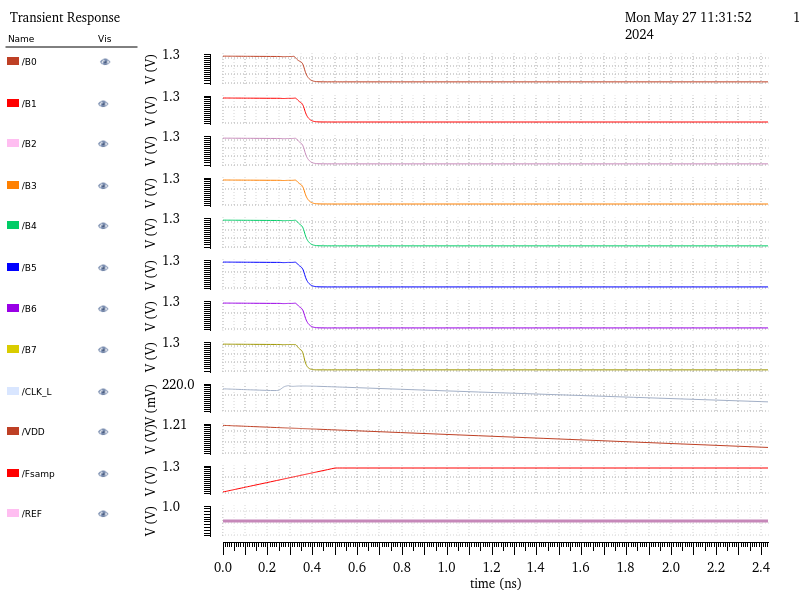 Transient Response
Mon May 27 11:31:52 1
2024
Name Vis
/B0
V (V)
1.3
/B1
V (V)
1.3
/B2
V (V)
1.3
/B3
V (V)
1.3
/B4
V (V)
1.3
/B5
V (V)
1.3
/B6
V (V)
1.3
/B7
V (V)
1.3
/CLK_L
V (mV)
220.0
/VDD
V (V)
1.21
/Fsamp
V (V)
1.3
/REF
V (V)
1.0
0.0 0.2 0.4 0.6 0.8 1.0 1.2 1.4 1.6 1.8 2.0 2.2 2.4
time (ns)